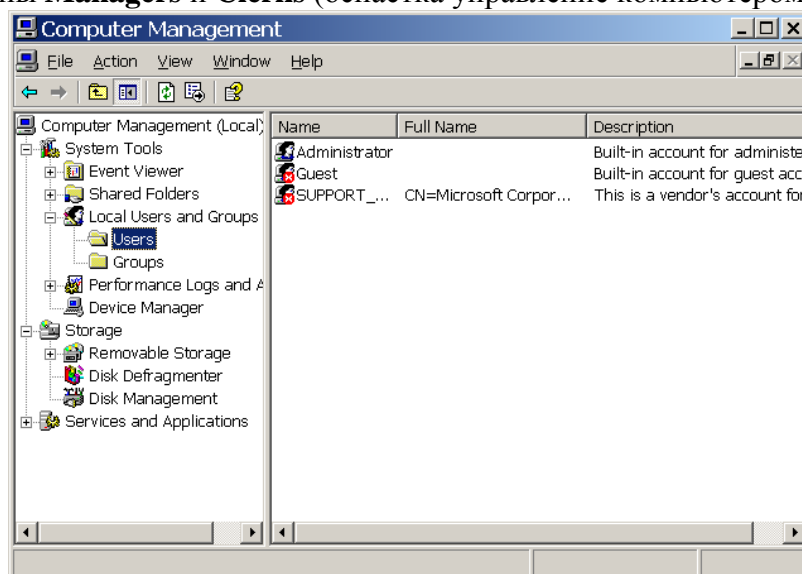 Managers и Clerks (оснастка управление компьютером
Computer Management
File Action View Window Help
Computer Management (Local)
System Tools
Event Viewer
Shared Folders
Local Users and Groups
Users
Groups
Performance Logs and A
Device Manager
Storage
Removable Storage
Disk Defragmenter
Disk Management
Services and Applications
Name Full Name Description
Administrator Built-in account for administe
Guest Built-in account for guest acc
SUPPORT_... CN=Microsoft Corpor... This is a vendor's account for